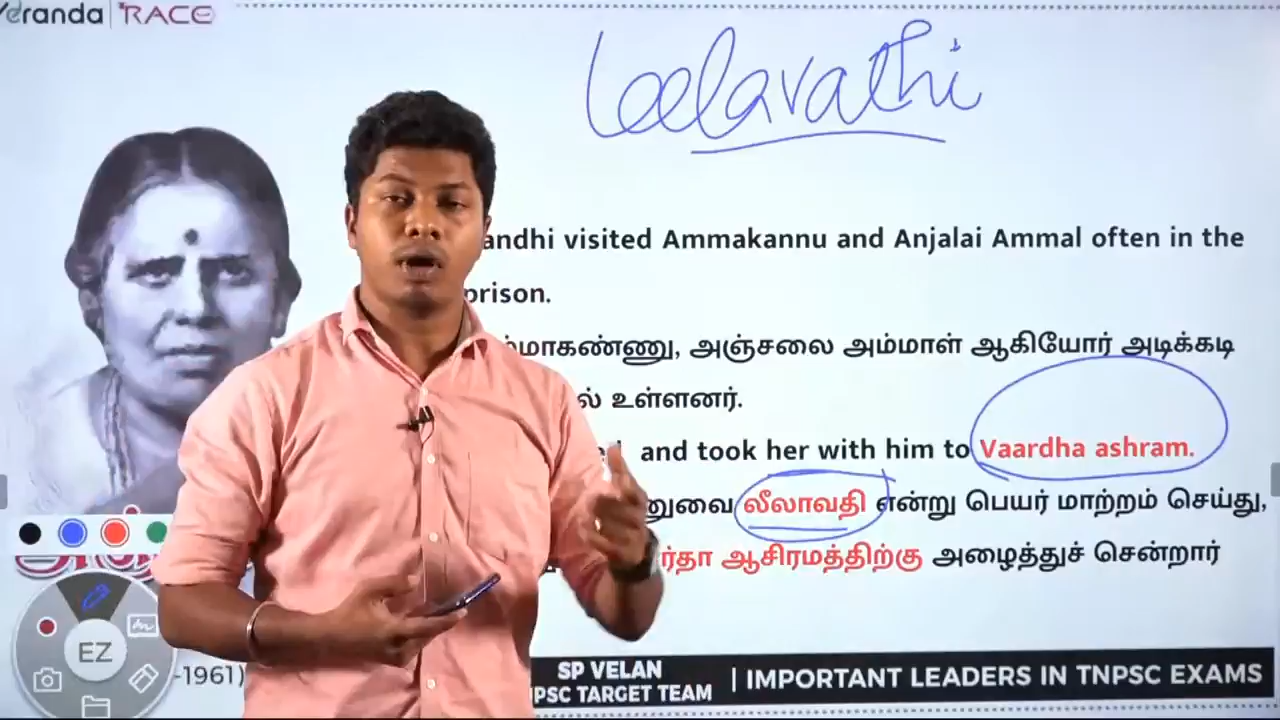 Veranda RACE
Leelavathi
andhi visited Ammakannu and Anjalai Ammal often in the
prison.
ம்மாகண்ணு, அஞ்சலை அம்மாள் ஆகியோர் அடிக்கடி
ல் உள்ளனர்.
and took her with him to Vaardha ashram.
னுவை லீலாவதி என்று பெயர் மாற்றம் செய்து,
ர்தா ஆசிரமத்திற்கு அழைத்துச் சென்றார்
EZ
-1961)
SP VELAN
PSC TARGET TEAM
| IMPORTANT LEADERS IN TNPSC EXAMS